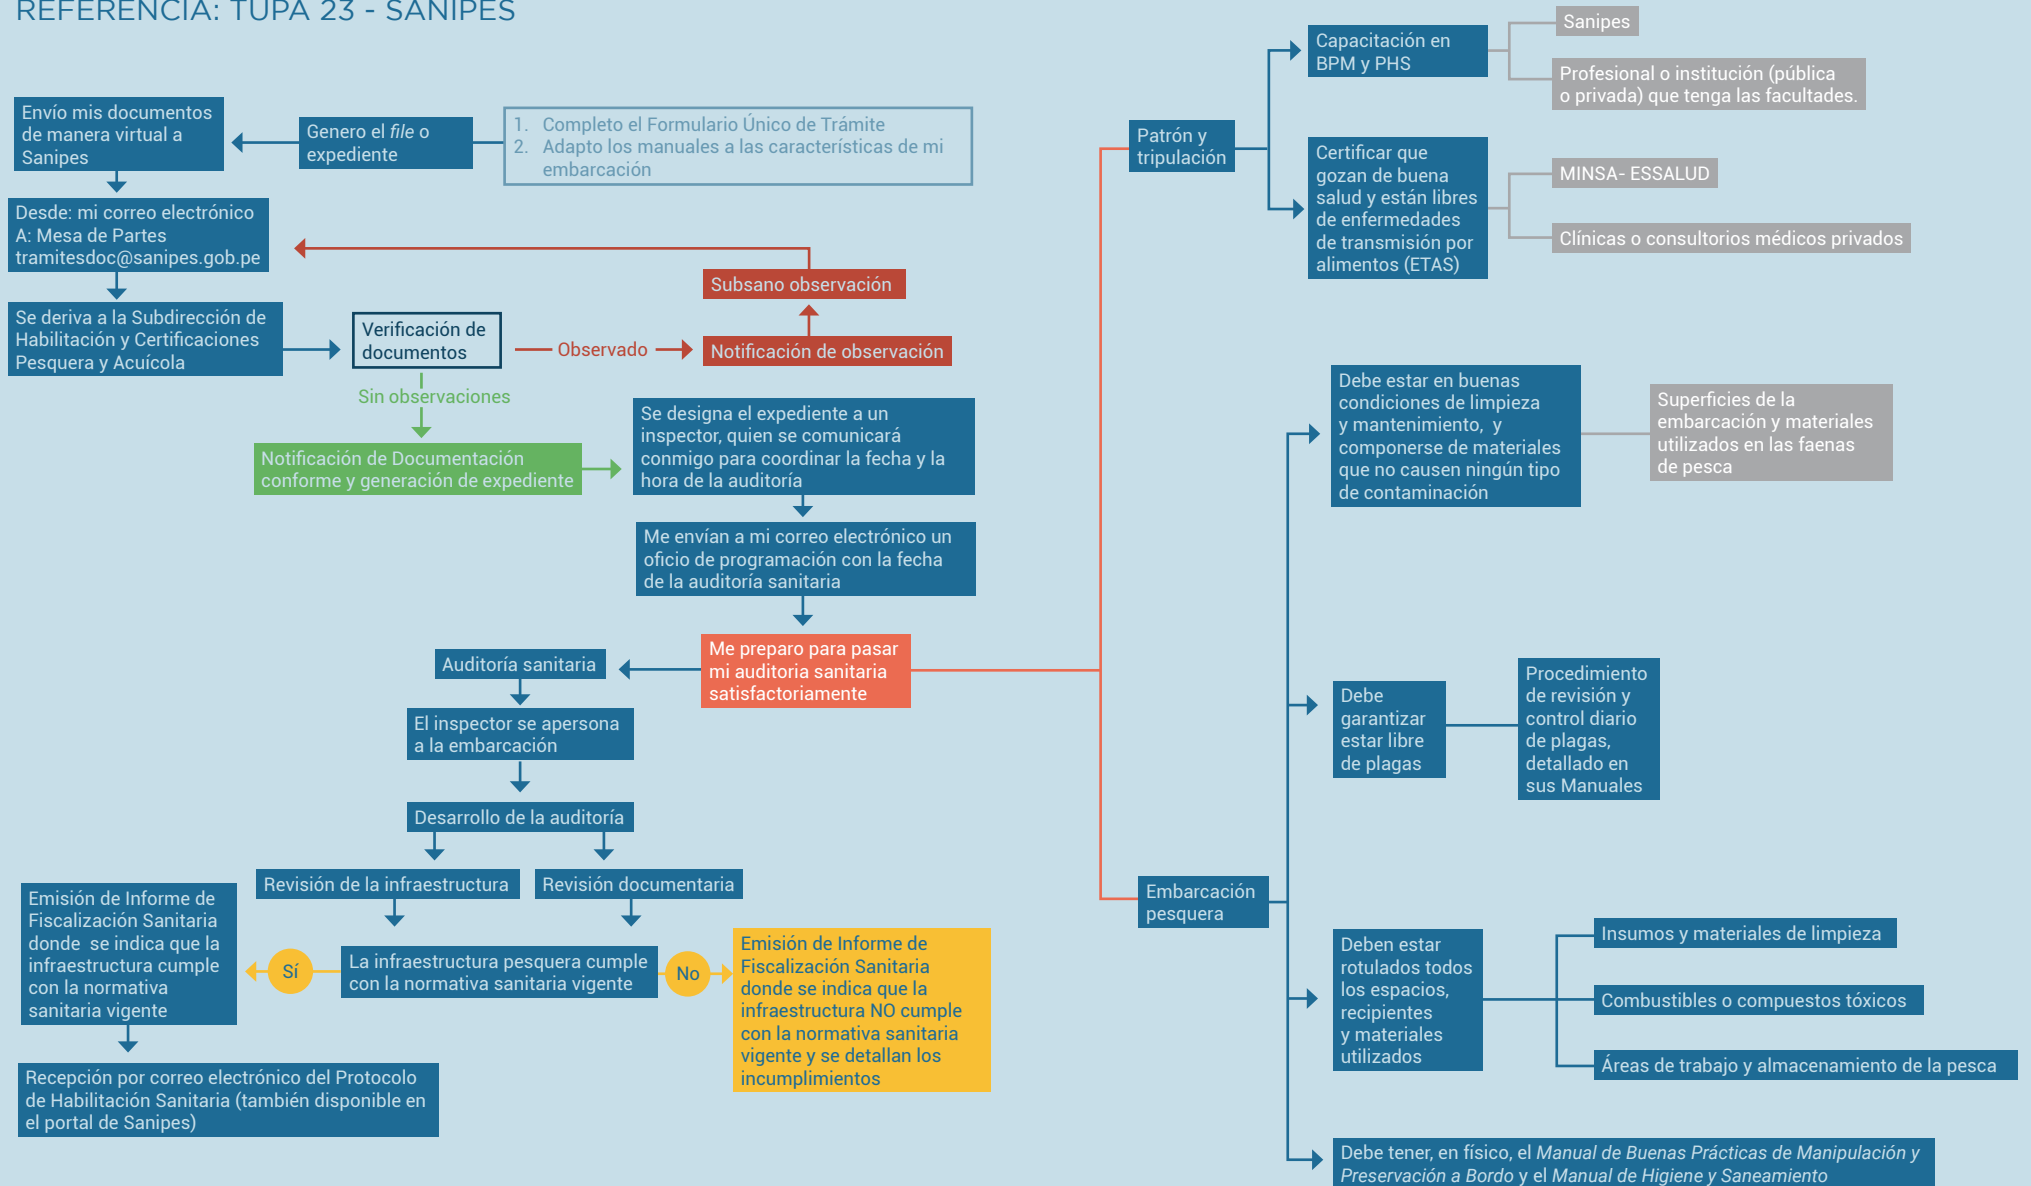 REFERENCIA: TUPA 23 - SANIPES
1. Completo el Formulario Único de Trámite
2. Adapto los manuales a las características de mi
embarcación
Genero el file o
expediente
Envío mis documentos
de manera virtual a
Sanipes
Desde: mi correo electrónico
A: Mesa de Partes
tramitesdoc@sanipes.gob.pe
Se deriva a la Subdirección de
Habilitación y Certificaciones
Pesquera y Acuícola
Verificación de
documentos
Observado
Notificación de observación
Subsano observación
Sin observaciones
Notificación de Documentación
conforme y generación de expediente
Se designa el expediente a un
inspector, quien se comunicará
conmigo para coordinar la fecha y la
hora de la auditoría
Me envían a mi correo electrónico un
oficio de programación con la fecha
de la auditoría sanitaria
Me preparo para pasar
mi auditoria sanitaria
satisfactoriamente
Auditoría sanitaria
El inspector se apersona
a la embarcación
Desarrollo de la auditoría
Revisión de la infraestructura
Revisión documentaria
La infraestructura pesquera cumple
con la normativa sanitaria vigente
Sí
Emisión de Informe de
Fiscalización Sanitaria
donde se indica que la
infraestructura cumple
con la normativa
sanitaria vigente
Recepción por correo electrónico del Protocolo
de Habilitación Sanitaria (también disponible en
el portal de Sanipes)
No
Emisión de Informe de
Fiscalización Sanitaria
donde se indica que la
infraestructura NO cumple
con la normativa sanitaria
vigente y se detallan los
incumplimientos
Patrón y
tripulación
Capacitación en
BPM y PHS
Sanipes
Profesional o institución (pública
o privada) que tenga las facultades.
Certificar que
gozan de buena
salud y están libres
de enfermedades
de transmisión por
alimentos (ETAS)
MINSA- ESSALUD
Clínicas o consultorios médicos privados
Embarcación
pesquera
Debe estar en buenas
condiciones de limpieza
y mantenimiento, y
componerse de materiales
que no causen ningún tipo
de contaminación
Superficies de la
embarcación y materiales
utilizados en las faenas
de pesca
Debe
garantizar
estar libre
de plagas
Procedimiento
de revisión y
control diario
de plagas,
detallado en
sus Manuales
Deben estar
rotulados todos
los espacios,
recipientes
y materiales
utilizados
Insumos y materiales de limpieza
Combustibles o compuestos tóxicos
Áreas de trabajo y almacenamiento de la pesca
Debe tener, en físico, el Manual de Buenas Prácticas de Manipulación y
Preservación a Bordo y el Manual de Higiene y Saneamiento